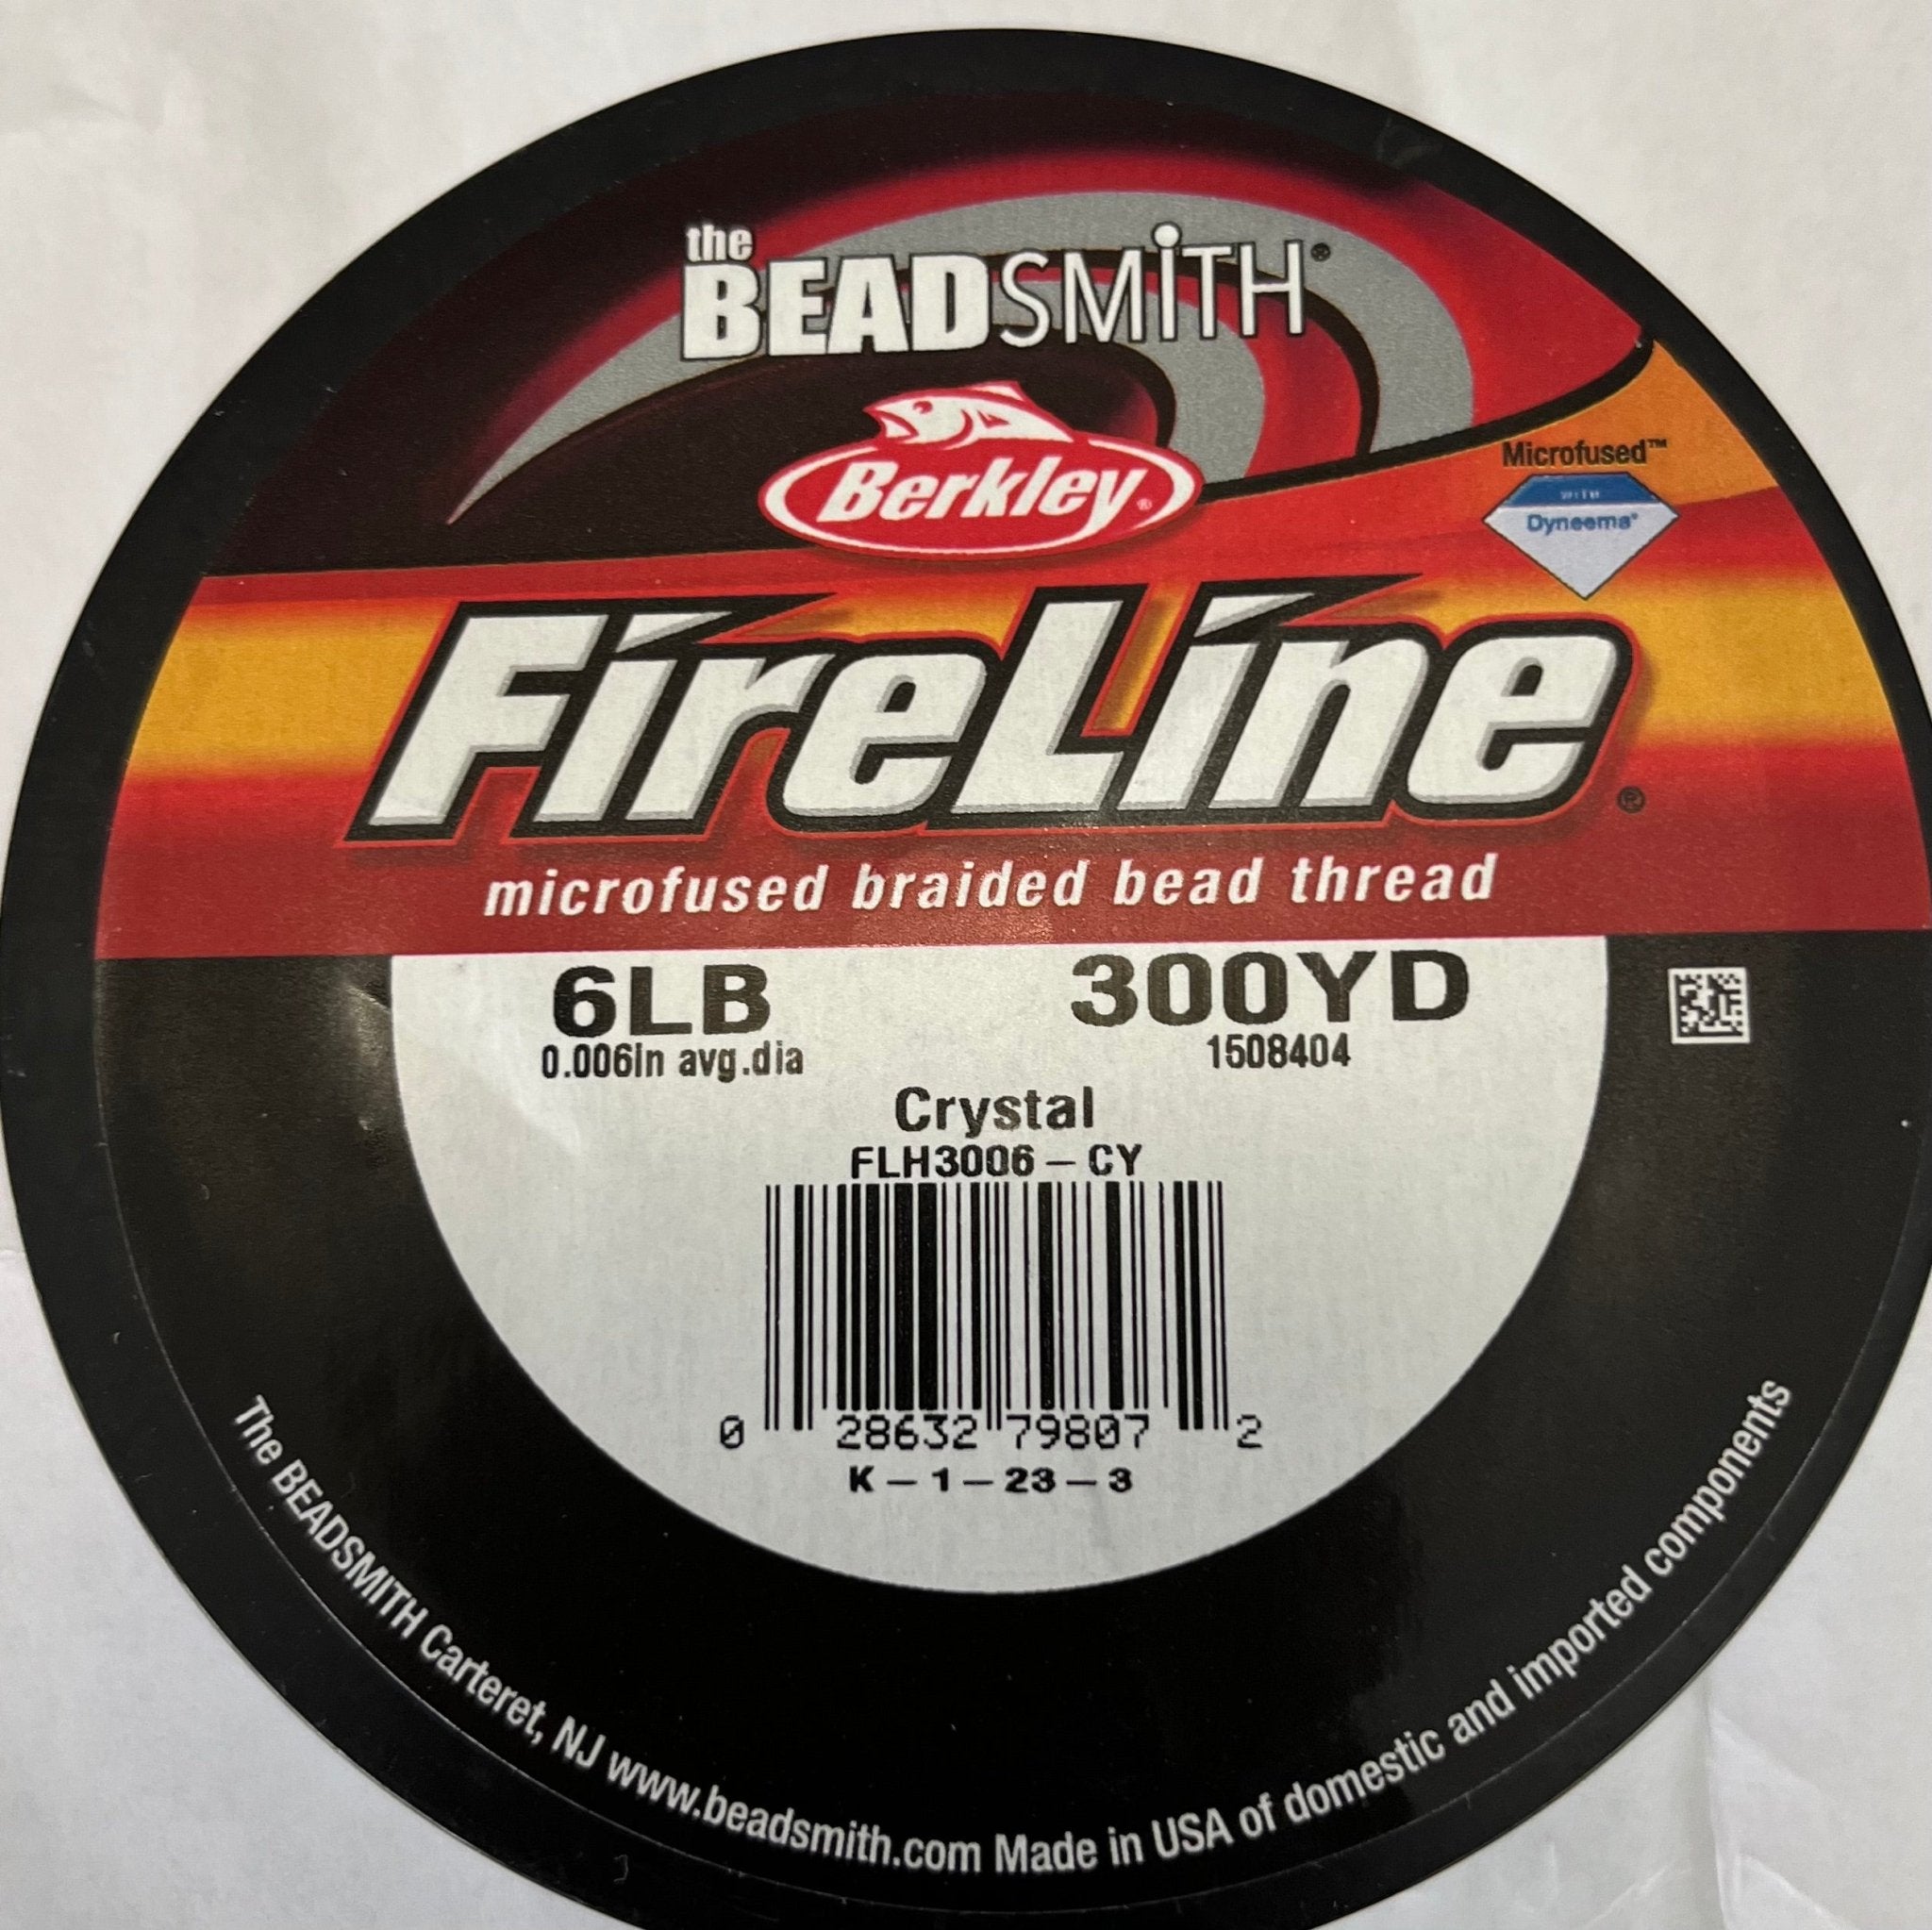 the
BEADSMITH®
Berkley®
Microfused™
WITH
Dyneema®
FireLine®
microfused braided bead thread
6LB 300YD
0.006In avg.dia 1508404
Crystal
FLH3006-CY
0 28632 79807 2
K-1-23-3
The BEADSMITH Carteret, NJ www.beadsmith.com Made in USA of domestic and imported components